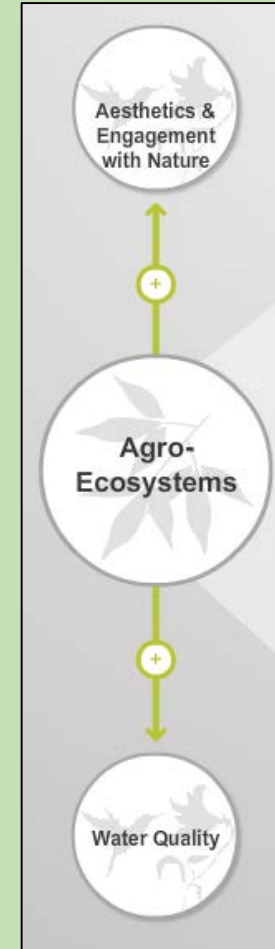 Aesthetics &
Engagement
with Nature
+
Agro-
Ecosystems
+
Water Quality